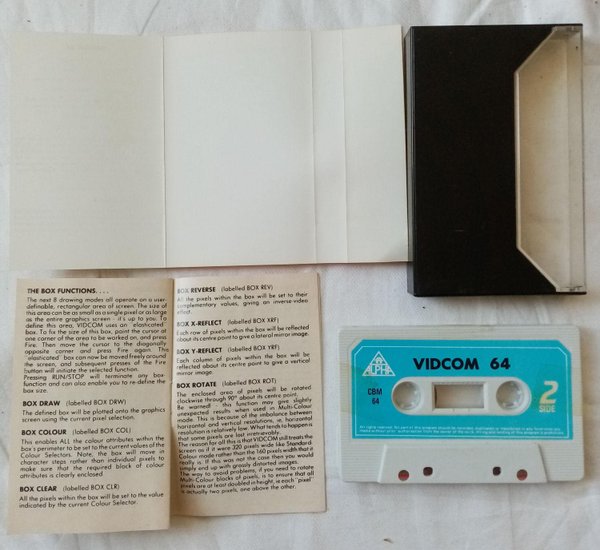 THE BOX FUNCTIONS. . . .
The next 8 drawing modes all operate on a user-
definable, rectangular area of screen. The size of
this area can be as small as a single pixel or as large
as the entire graphics screen - it's up to you. To
define this area, VIDCOM uses an "elasticated"
box. To fix the size of this box, point the cursor at
one corner of the area to be worked on, and press
Fire. Then move the cursor to the diagonally
opposite corner and press Fire again. This
"elasticated" box can now be moved freely around
the screen, and subsequent presses of the Fire
button will initiate the selected function.
Pressing RUN/STOP will terminate any box-
function and can also enable you to re-define the
box size.
BOX DRAW (labelled BOX DRW)
The defined box will be plotted onto the graphics
screen using the current pixel selection.
BOX COLOUR (labelled BOX COL)
This enables ALL the colour attributes within the
box's perimeter to be set to the current values of the
Colour Selectors. Note, the box will move in
character steps rather than individual pixels to
make sure that the required block of colour
attributes is clearly enclosed.
BOX CLEAR (labelled BOX CLR)
All the pixels within the box will be set to the value
indicated by the current Colour Selector.
BOX REVERSE (labelled BOX REV)
All the pixels within the box will be set to their
complementary values, giving an inverse-video
effect.
BOX X-REFLECT (labelled BOX XRF)
Each row of pixels within the box will be reflected
about its centre point to give a lateral mirror image.
BOX Y-REFLECT (labelled BOX YRF)
Each column of pixels within the box will be
reflected about its centre point to give a vertical
mirror image.
BOX ROTATE (labelled BOX ROT)
The enclosed area of pixels will be rotated
clockwise through 90° about its centre point.
Be warned - this function may give slightly
unexpected results when used in Multi-Colour
mode. This is because of the imbalance between
horizontal and vertical resolutions, ie, horizontal
resolution is relatively low. What tends to happen is
that some pixels are lost irretrievably.
The reason for all this is that VIDCOM still treats the
screen as if it were 320 pixels wide like Standard
Colour mode rather than the 160 pixels width that it
really is. If this was not the case then you would
simply end up with grossly distorted images.
The way to avoid problems, if you need to rotate
Multi-Colour blocks of pixels, is to ensure that all
pixels are at least doubled in height, ie each "pixel"
is actually two pixels, one above the other.
ALPHA
VIDCOM 64
CBM
64
2
SIDE
All rights reserved.